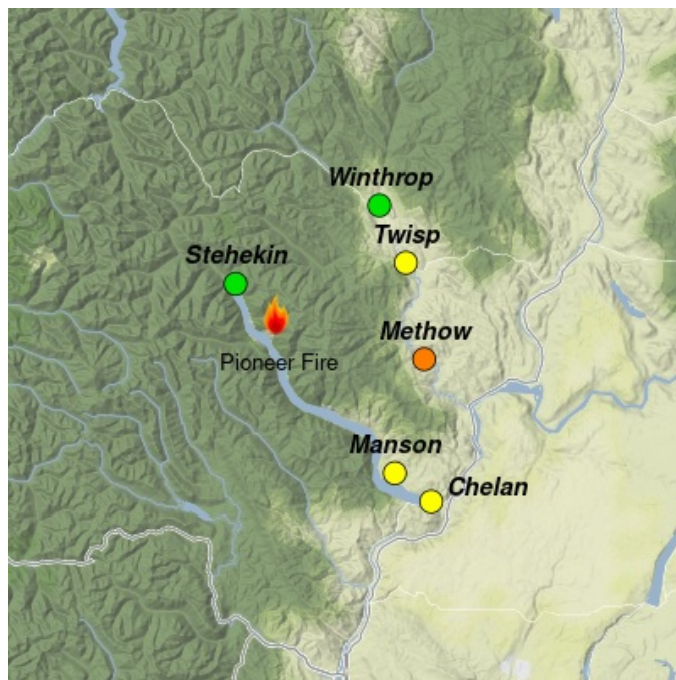 Winthrop
Twisp
Stehekin
Methow
Pioneer Fire
Manson
Chelan